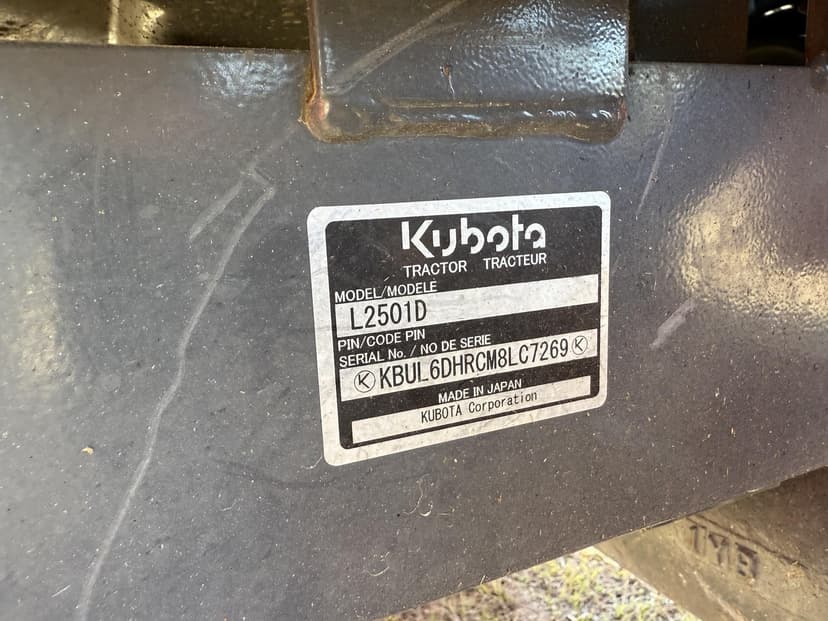 Kubota
TRACTOR TRACTEUR
MODEL/MODELE
L2501D
PIN/CODE PIN
SERIAL No. / NO DE SERIE
Ⓚ KBUL6DHRCM8LC7269 Ⓚ
MADE IN JAPAN
KUBOTA Corporation
TYB